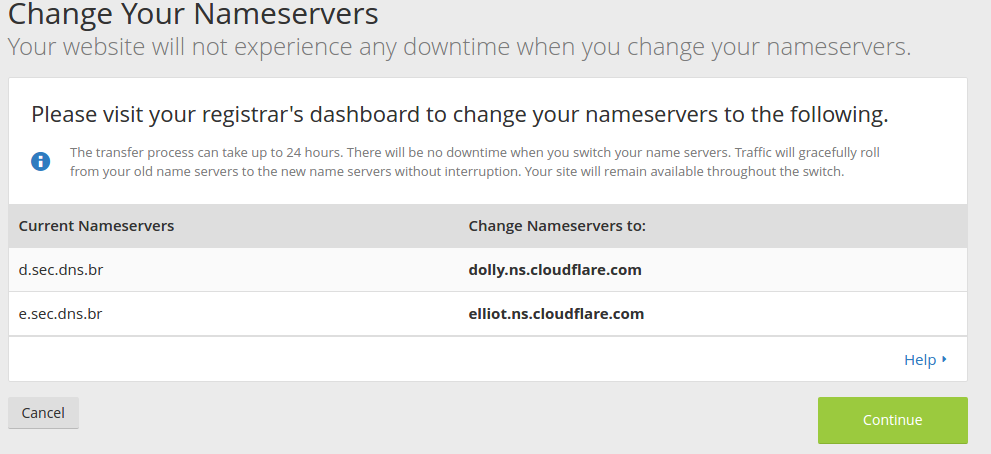 Change Your Nameservers
Your website will not experience any downtime when you change your nameservers.
Please visit your registrar's dashboard to change your nameservers to the following.
The transfer process can take up to 24 hours. There will be no downtime when you switch your name servers. Traffic will gracefully roll
from your old name servers to the new name servers without interruption. Your site will remain available throughout the switch.
Current Nameservers Change Nameservers to:
d.sec.dns.br dolly.ns.cloudflare.com
e.sec.dns.br elliot.ns.cloudflare.com
Help
Cancel Continue